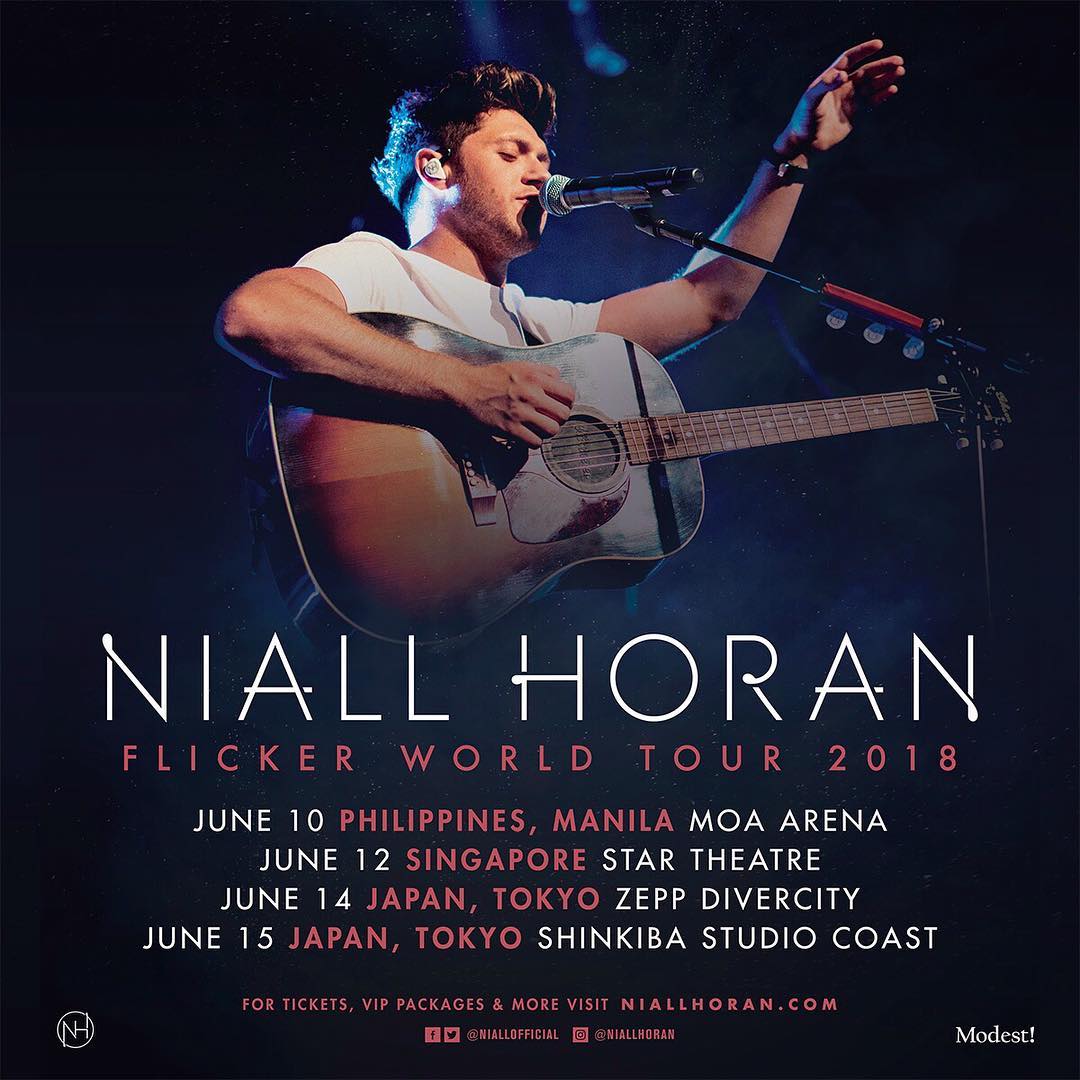 NIALL HORAN
FLICKER WORLD TOUR 2018
JUNE 10 PHILIPPINES, MANILA MOA ARENA
JUNE 12 SINGAPORE STAR THEATRE
JUNE 14 JAPAN, TOKYO ZEPP DIVERCITY
JUNE 15 JAPAN, TOKYO SHINKIBA STUDIO COAST
FOR TICKETS, VIP PACKAGES & MORE VISIT NIALLHORAN.COM
@NIALLOFFICIAL @NIALLHORAN
NH
Modest!